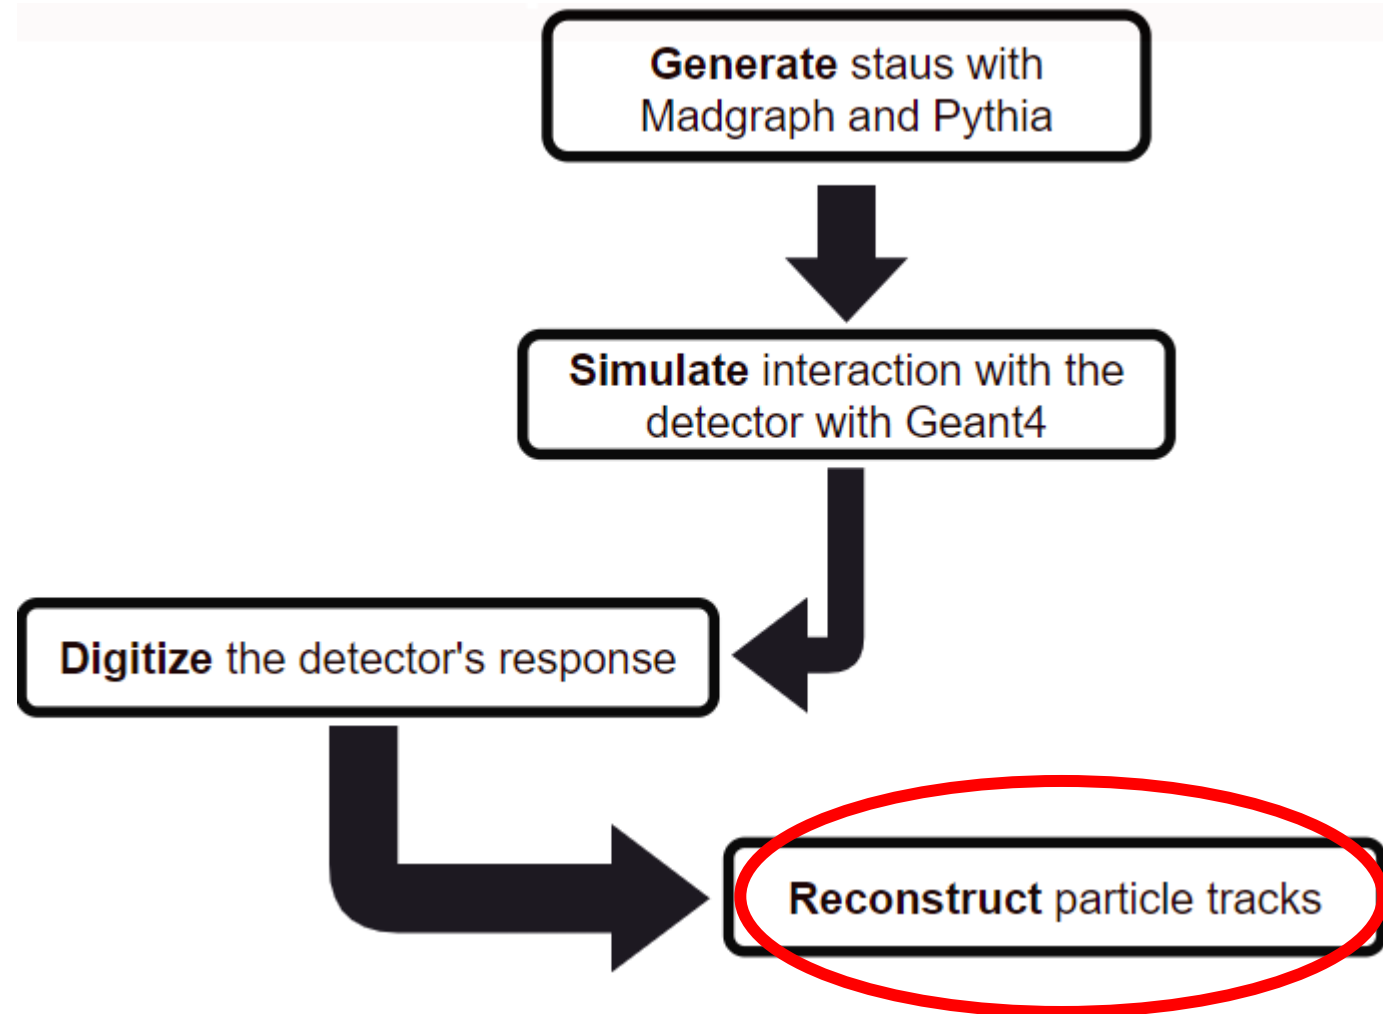 Generate staus with
Madgraph and Pythia
Simulate interaction with the
detector with Geant4
Digitize the detector's response
Reconstruct particle tracks